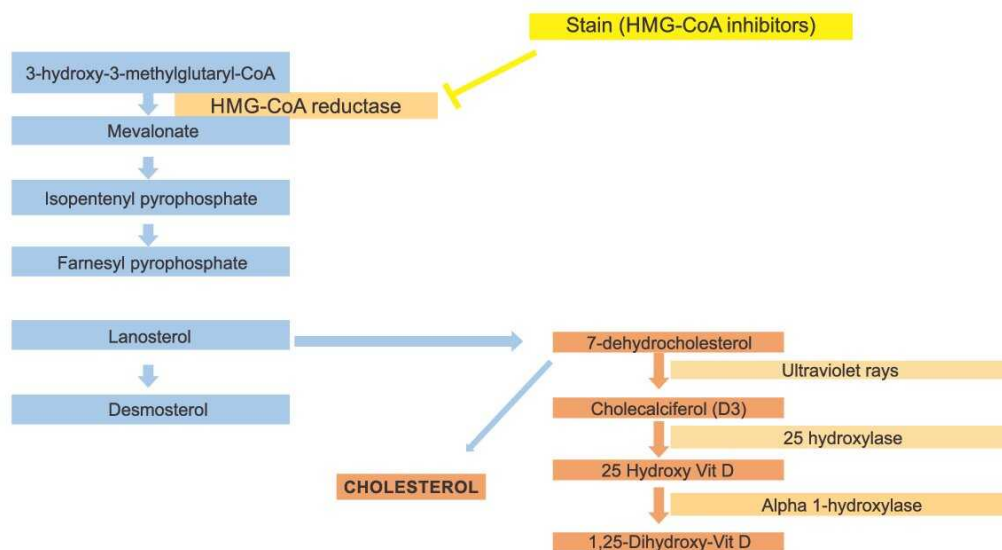 Stain (HMG-CoA inhibitors)
3-hydroxy-3-methylglutaryl-CoA
HMG-CoA reductase
Mevalonate
Isopentenyl pyrophosphate
Farnesyl pyrophosphate
Lanosterol
7-dehydrocholesterol
Ultraviolet rays
Desmosterol
Cholecalciferol (D3)
25 hydroxylase
CHOLESTEROL
25 Hydroxy Vit D
Alpha 1-hydroxylase
1,25-Dihydroxy-Vit D